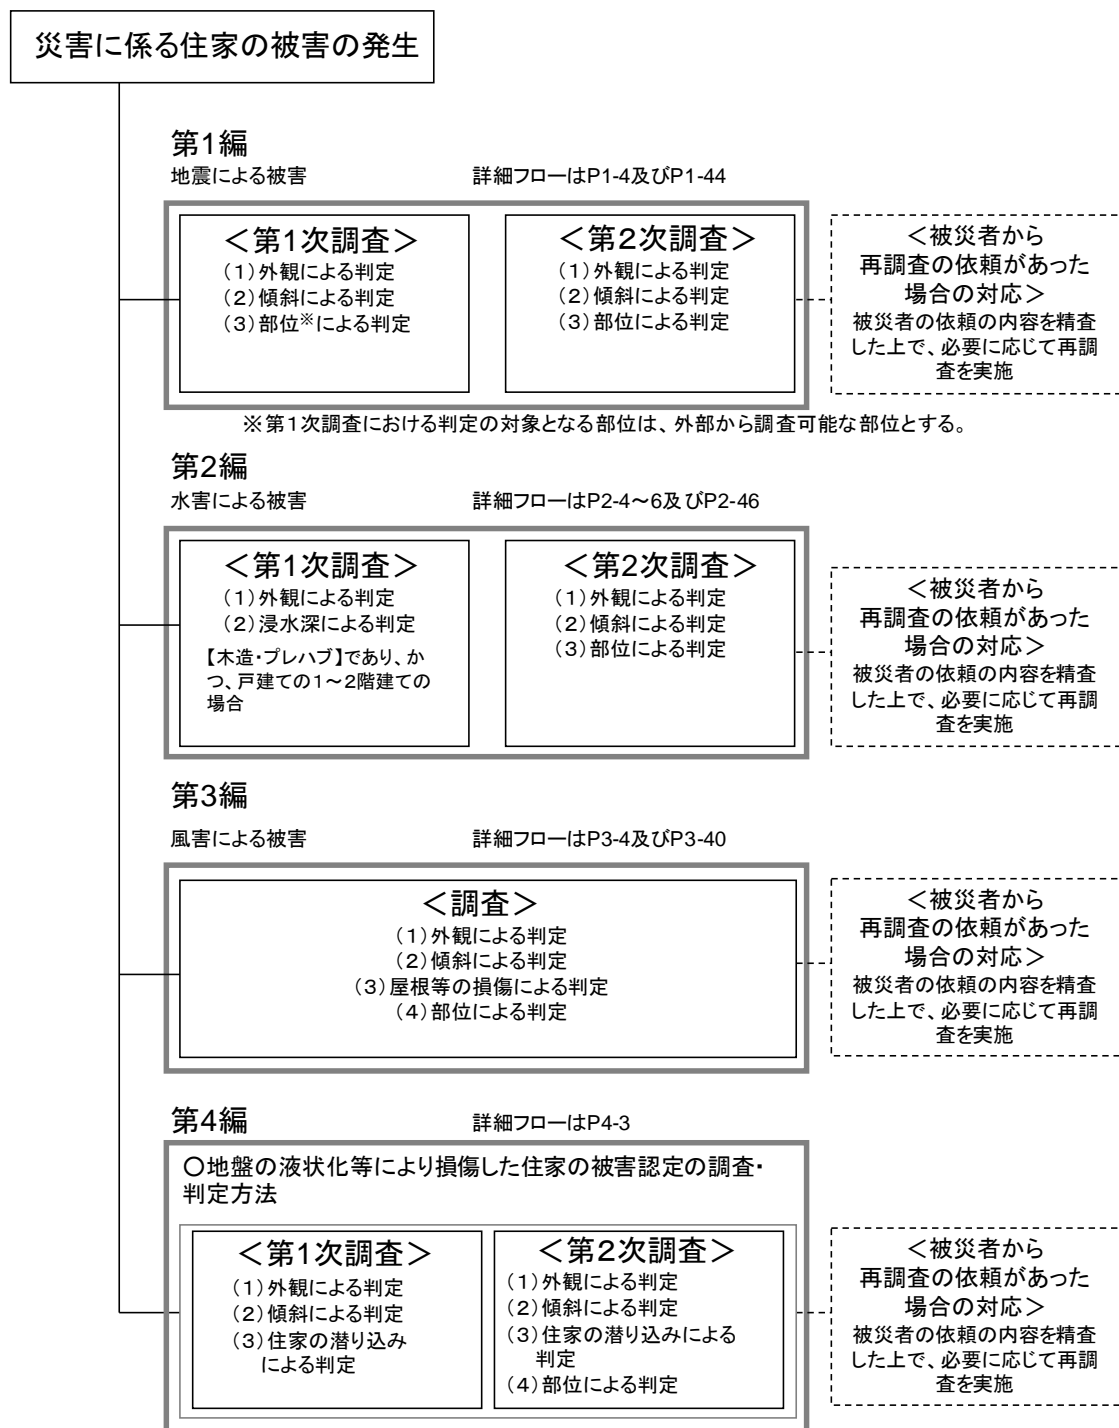 災害に係る住家の被害の発生
第1編
地震による被害 詳細フローはP1-4及びP1-44
＜第1次調査＞
（1）外観による判定
（2）傾斜による判定
（3）部位※による判定
＜第2次調査＞
（1）外観による判定
（2）傾斜による判定
（3）部位による判定
＜被災者から
再調査の依頼があった
場合の対応＞
被災者の依頼の内容を精査
した上で、必要に応じて再調
査を実施
※第1次調査における判定の対象となる部位は、外部から調査可能な部位とする。
第2編
水害による被害 詳細フローはP2-4～6及びP2-46
＜第1次調査＞
（1）外観による判定
（2）浸水深による判定
【木造・プレハブ】であり、か
つ、戸建ての1～2階建ての
場合
＜第2次調査＞
（1）外観による判定
（2）傾斜による判定
（3）部位による判定
＜被災者から
再調査の依頼があった
場合の対応＞
被災者の依頼の内容を精査
した上で、必要に応じて再調
査を実施
第3編
風害による被害 詳細フローはP3-4及びP3-40
＜調査＞
（1）外観による判定
（2）傾斜による判定
（3）屋根等の損傷による判定
（4）部位による判定
＜被災者から
再調査の依頼があった
場合の対応＞
被災者の依頼の内容を精査
した上で、必要に応じて再調
査を実施
第4編 詳細フローはP4-3
○地盤の液状化等により損傷した住家の被害認定の調査・
判定方法
＜第1次調査＞
（1）外観による判定
（2）傾斜による判定
（3）住家の潜り込み
による判定
＜第2次調査＞
（1）外観による判定
（2）傾斜による判定
（3）住家の潜り込みによる
判定
（4）部位による判定
＜被災者から
再調査の依頼があった
場合の対応＞
被災者の依頼の内容を精査
した上で、必要に応じて再調
査を実施